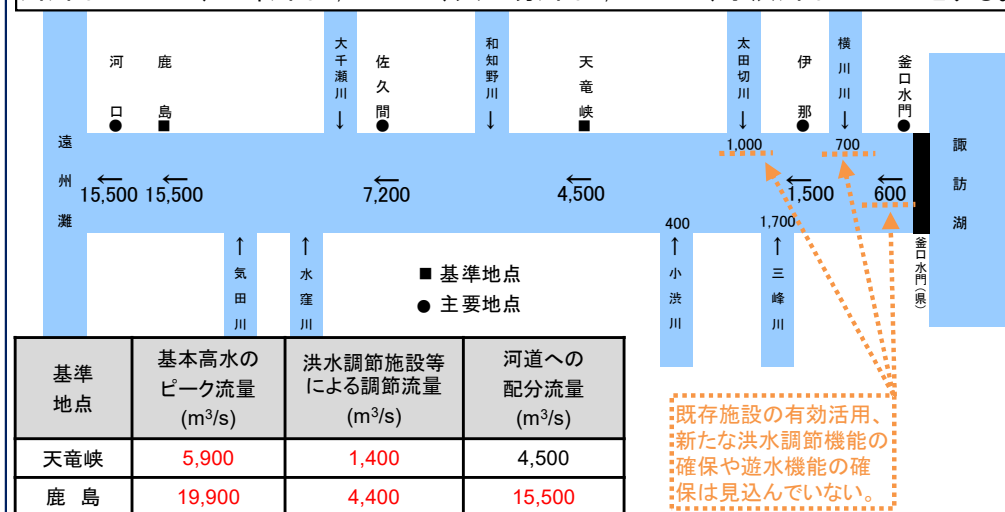 大千瀬川
和知野川
太田切川
横川川
河口
鹿島
佐久間
天竜峡
伊那
釜口水門
↓
↓
↓
↓
遠州灘
諏訪湖
1,000
700
←
15,500
←
15,500
←
7,200
←
4,500
←
1,500
←
600
400
1,700
↑
気田川
↑
水窪川
↑
小渋川
↑
三峰川
釜口水門(県)
■ 基準地点
● 主要地点
基準
地点
基本高水の
ピーク流量
(m³/s)
洪水調節施設等
による調節流量
(m³/s)
河道への
配分流量
(m³/s)
天竜峡
5,900
1,400
4,500
鹿 島
19,900
4,400
15,500
既存施設の有効活用、
新たな洪水調節機能の
確保や遊水機能の確
保は見込んでいない。